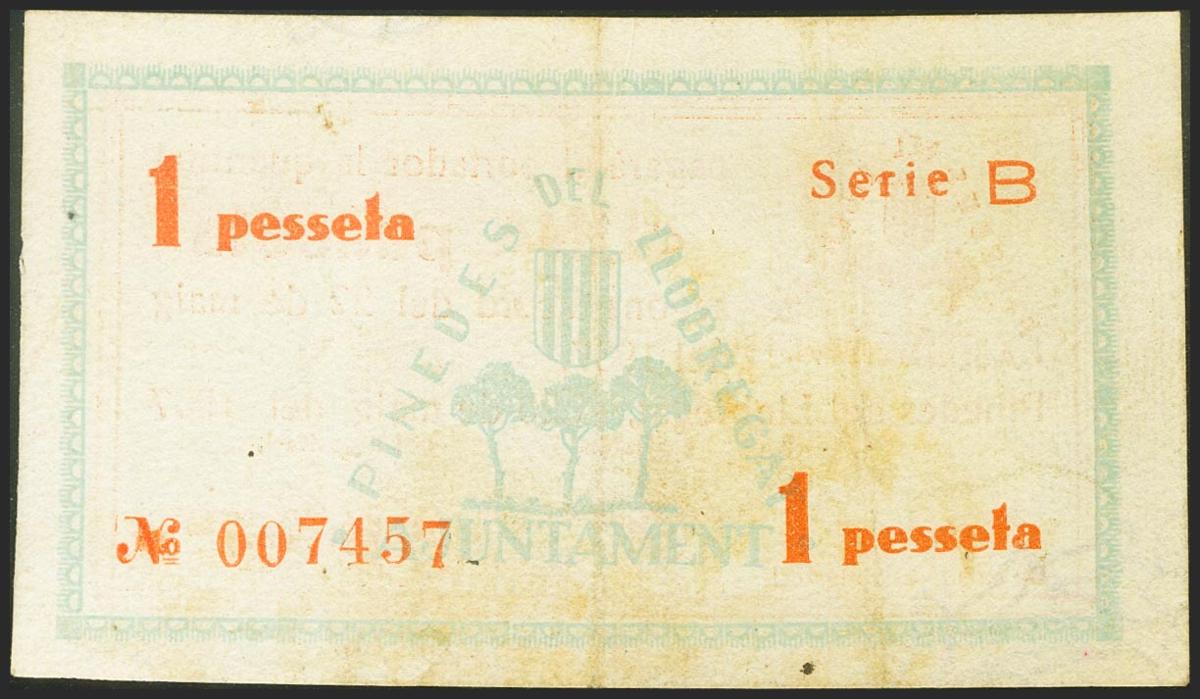 1 pesseta
Serie B
PINEDES DEL LLOBREGAT
№ 007457
AJUNTAMENT
1 pesseta